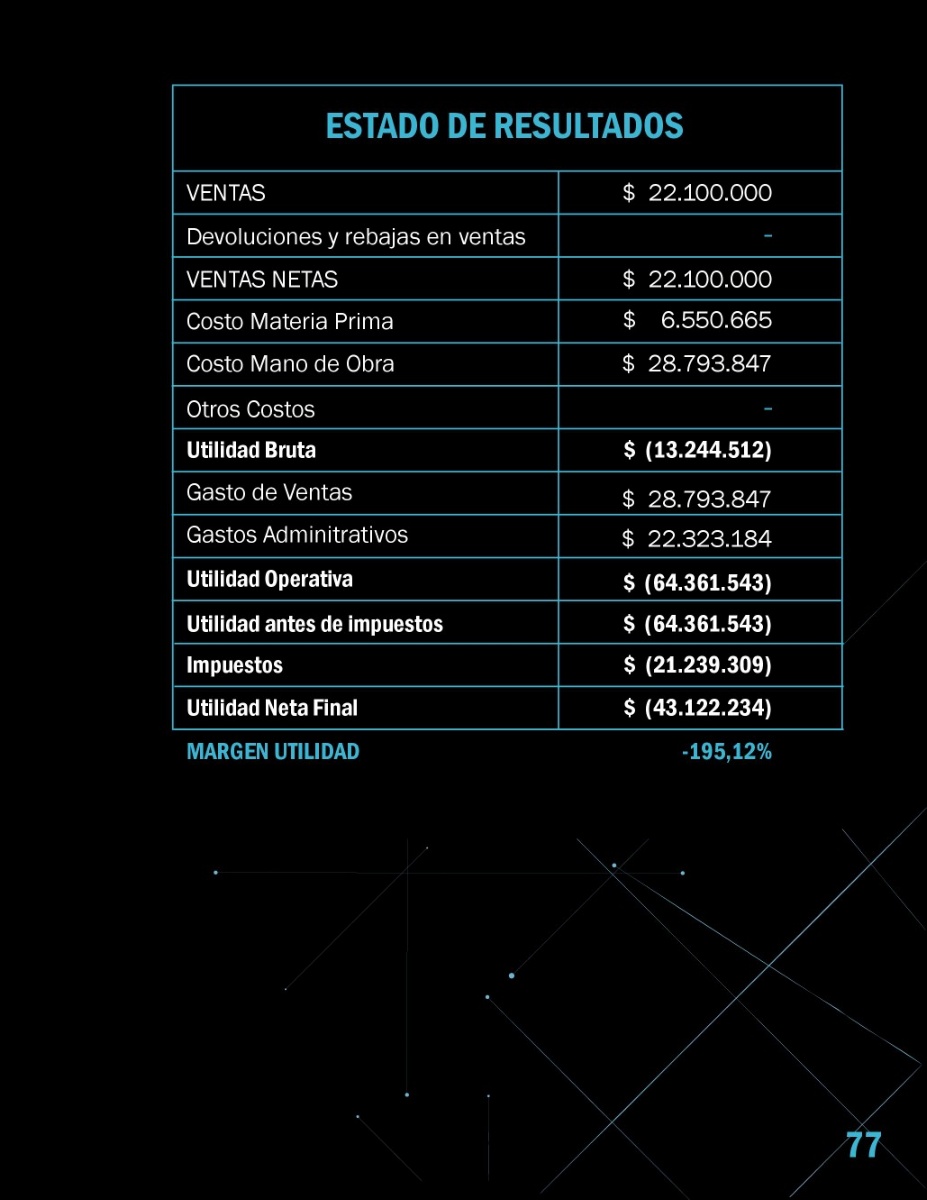 ESTADO DE RESULTADOS
VENTAS $ 22.100.000
Devoluciones y rebajas en ventas -
VENTAS NETAS $ 22.100.000
Costo Materia Prima $ 6.550.665
Costo Mano de Obra $ 28.793.847
Otros Costos -
Utilidad Bruta $ (13.244.512)
Gasto de Ventas $ 28.793.847
Gastos Adminitrativos $ 22.323.184
Utilidad Operativa $ (64.361.543)
Utilidad antes de impuestos $ (64.361.543)
Impuestos $ (21.239.309)
Utilidad Neta Final $ (43.122.234)
MARGEN UTILIDAD -195,12%
77